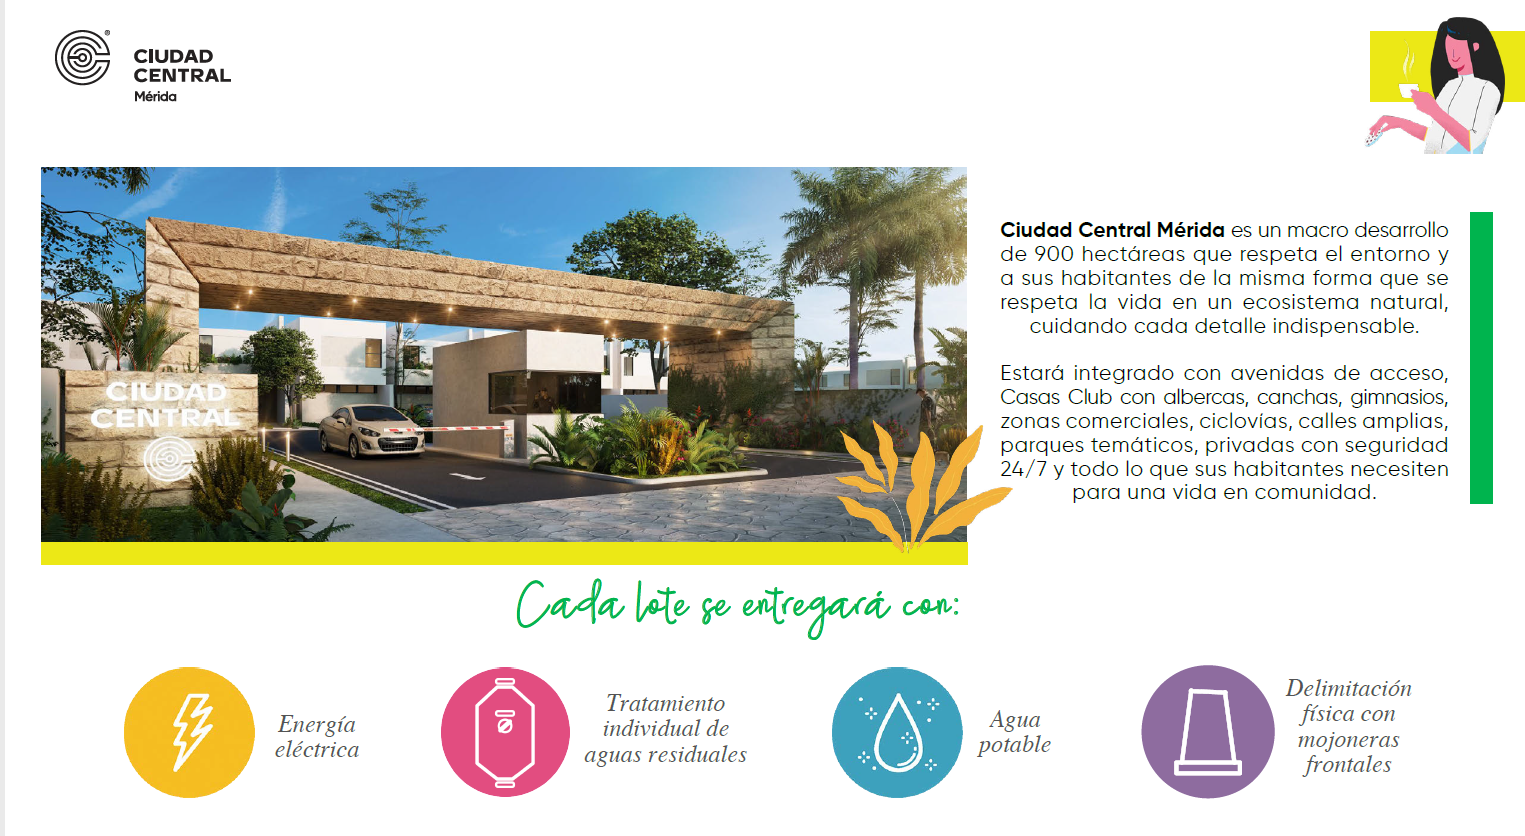 CIUDAD
CENTRAL
Mérida
CIUDAD
CENTRAL
Ciudad Central Mérida es un macro desarrollo
de 900 hectáreas que respeta el entorno y
a sus habitantes de la misma forma que se
respeta la vida en un ecosistema natural,
cuidando cada detalle indispensable.
Estará integrado con avenidas de acceso,
Casas Club con albercas, canchas, gimnasios,
zonas comerciales, ciclovías, calles amplias,
parques temáticos, privadas con seguridad
24/7 y todo lo que sus habitantes necesiten
para una vida en comunidad.
Cada lote se entregará con:
Energía
eléctrica
Tratamiento
individual de
aguas residuales
Agua
potable
Delimitación
física con
mojoneras
frontales